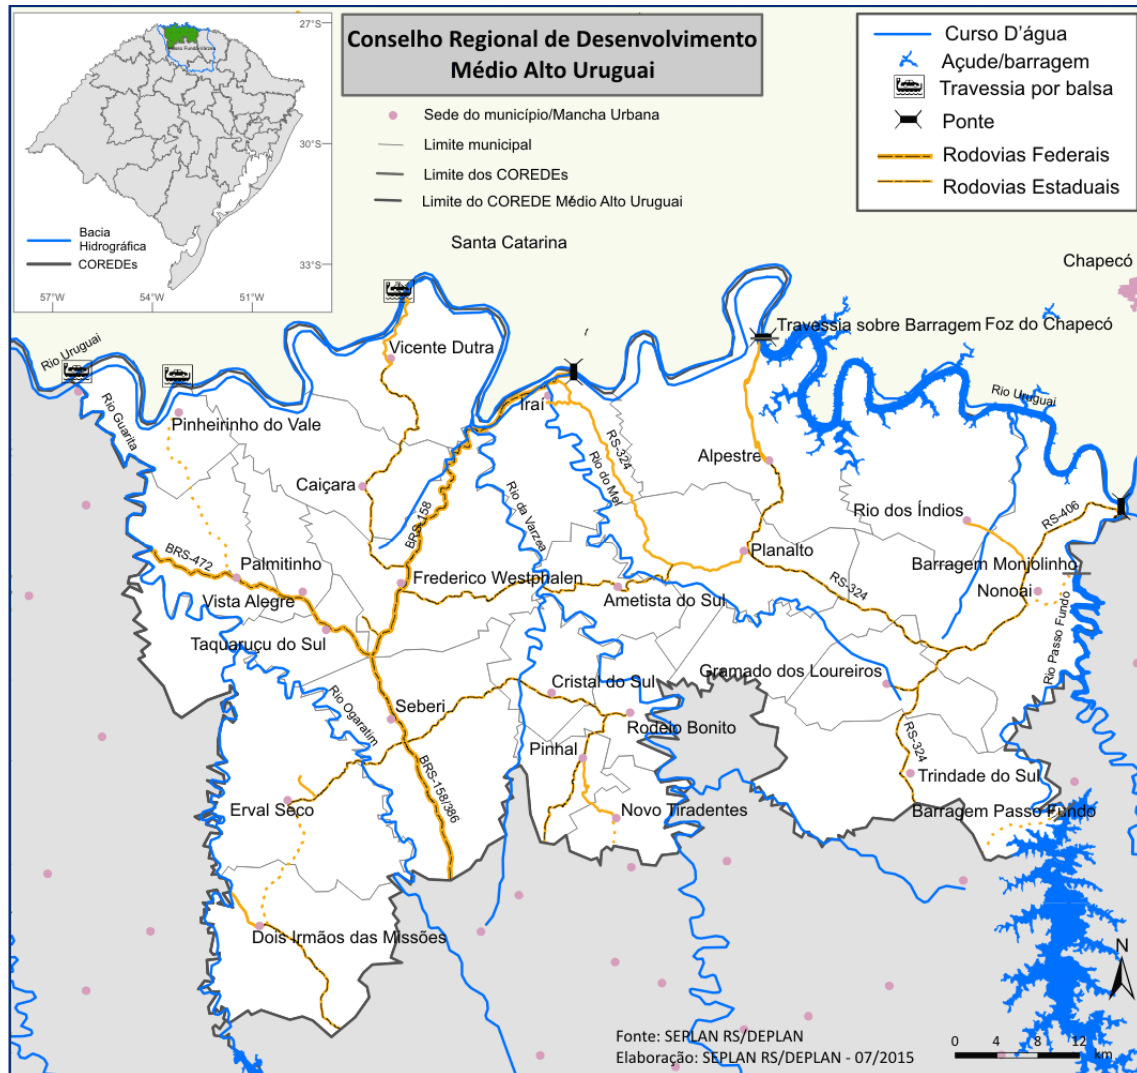 27°S
30°S
33°S
57°W
54°W
51°W
Bacia
Hidrográfica
COREDEs
Conselho Regional de Desenvolvimento
Médio Alto Uruguai
Sede do município/Mancha Urbana
Limite municipal
Limite dos COREDEs
Limite do COREDE Médio Alto Uruguai
Curso D'água
Açude/barragem
Travessia por balsa
Ponte
Rodovias Federais
Rodovias Estaduais
Santa Catarina
Chapecó
Travessia sobre Barragem Foz do Chapecó
Rio Uruguai
Vicente Dutra
Rio Uruguai
Iraí
Rio Guarita
Pinheirinho do Vale
RS-324
Alpestre
Rio do Mel
Caiçara
BRS-158
Rio da Varzea
Rio dos Índios
RS-406
BRS-472
Planalto
Palmitinho
Frederico Westphalen
Barragem Monjolinho
Vista Alegre
Ametista do Sul
RS-324
Nonoai
Taquaruçu do Sul
Rio Passo Fundo
Gramado dos Loureiros
Cristal do Sul
Rio Ogaratim
Seberi
Rodeio Bonito
RS-324
Pinhal
Trindade do Sul
BRS-158/386
Erval Seco
Novo Tiradentes
Barragem Passo Fundo
Dois Irmãos das Missões
N
Fonte: SEPLAN RS/DEPLAN
Elaboração: SEPLAN RS/DEPLAN - 07/2015
0 4 8 12
km